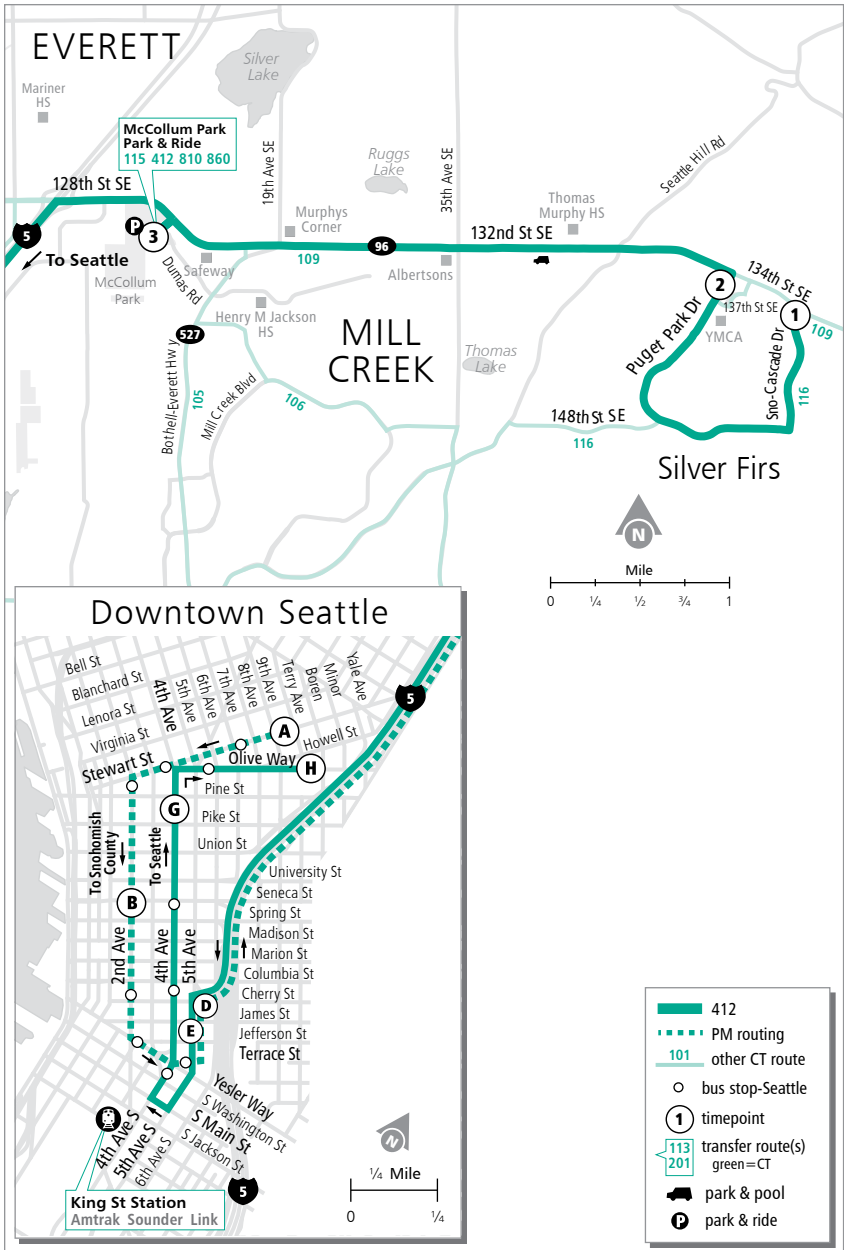 EVERETT
Silver
Lake
Mariner
HS
McCollum Park
Park & Ride
115 412 810 860
128th St SE
19th Ave SE
Ruggs
Lake
35th Ave SE
Seattle Hill Rd
Thomas
Murphy HS
Murphys
Corner
5
P
3
To Seattle
McCollum
Park
Dumas Rd
Safeway
109
96
132nd St SE
Albertsons
134th St SE
2
137th St SE
1
109
YMCA
Henry M Jackson
HS
527
MILL
CREEK
Thomas
Lake
Puget Park Dr
Sno-Cascade Dr
116
Bothell-Everett Hwy
105
Mill Creek Blvd
106
148th St SE
116
Silver Firs
N
Mile
0 ¼ ½ ¾ 1
Downtown Seattle
Bell St
Blanchard St
Lenora St
Virginia St
Stewart St
4th Ave
5th Ave
6th Ave
7th Ave
8th Ave
9th Ave
Terry Ave
Boren
Minor
Yale Ave
5
A
Howell St
Olive Way
H
Pine St
G
Pike St
Union St
To Snohomish
County
To Seattle
B
2nd Ave
4th Ave
5th Ave
University St
Seneca St
Spring St
Madison St
Marion St
Columbia St
Cherry St
D
James St
E
Jefferson St
Terrace St
Yesler Way
S Washington St
S Main St
S Jackson St
4th Ave S
5th Ave S
6th Ave S
King St Station
Amtrak Sounder Link
5
N
¼ Mile
0 ¼
412
PM routing
101
other CT route
bus stop-Seattle
1
timepoint
113
201
transfer route(s)
green=CT
park & pool
P
park & ride